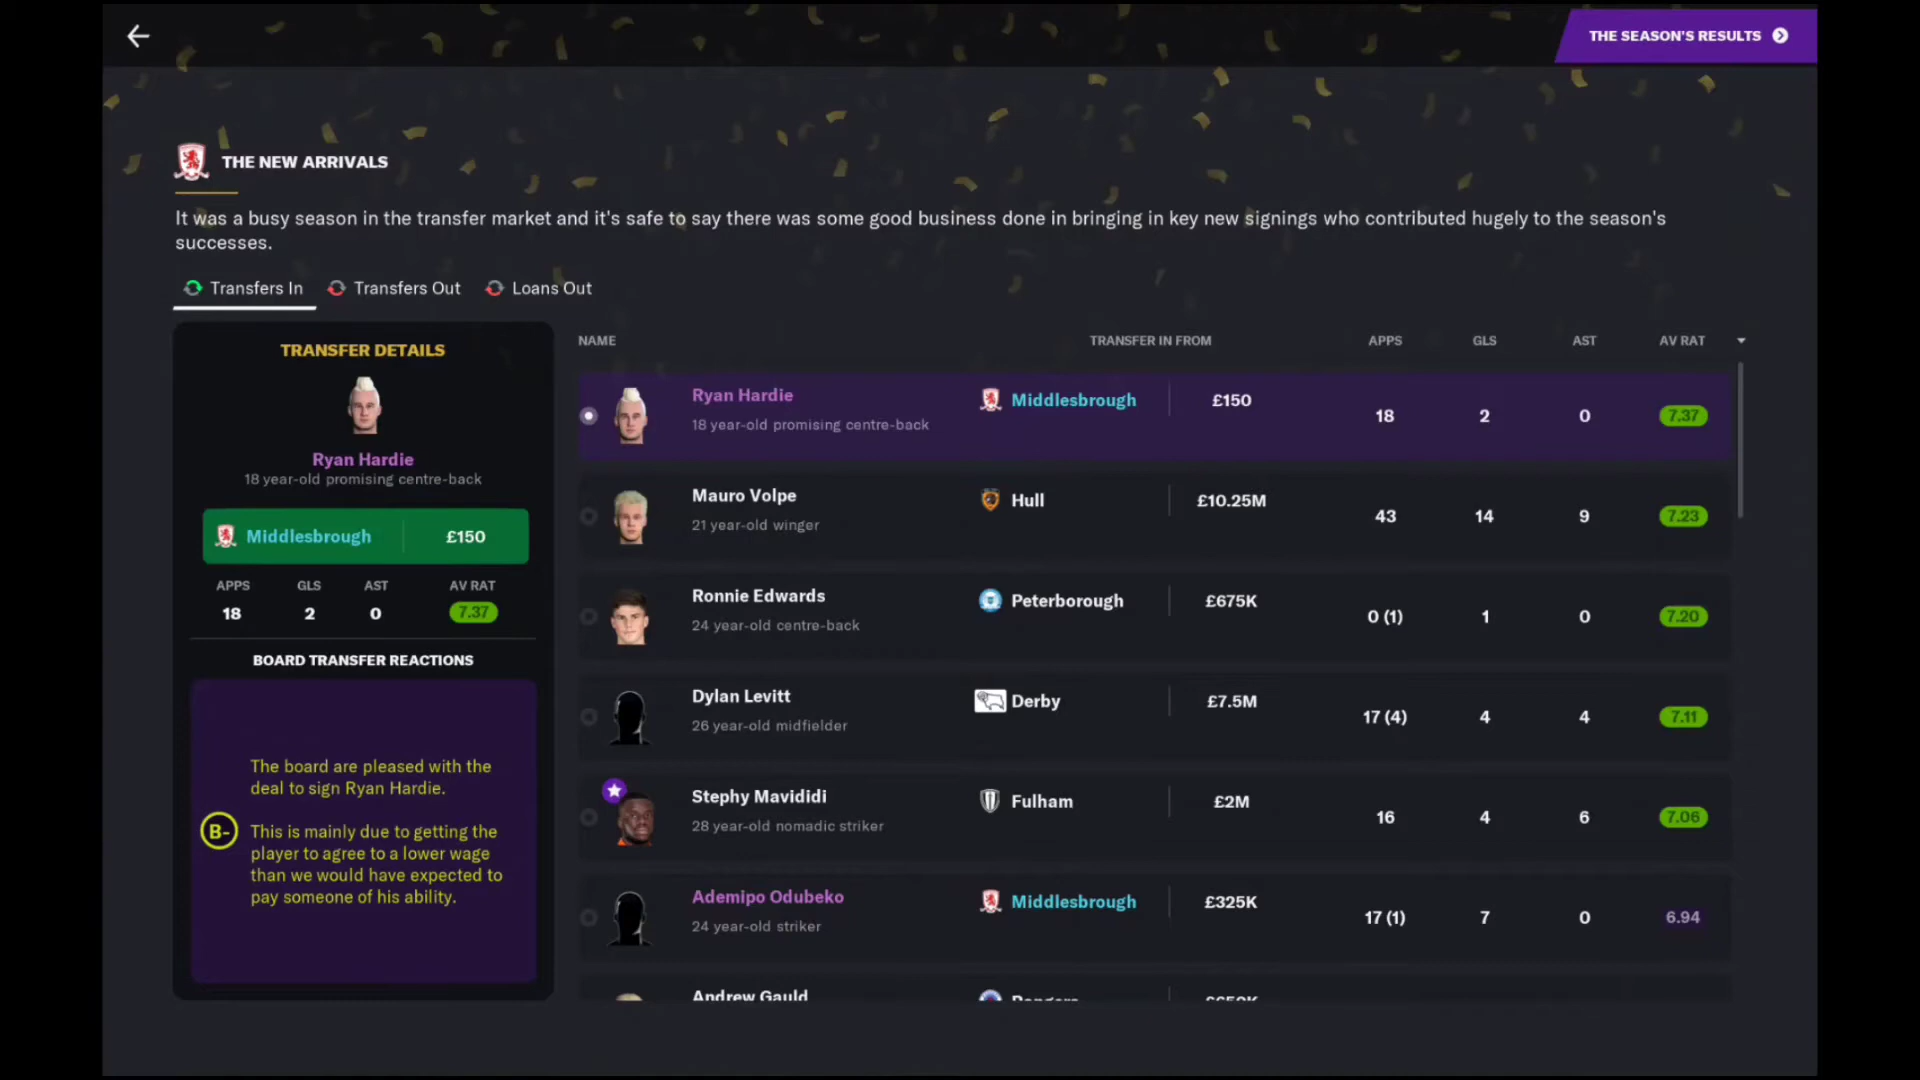 THE SEASON'S RESULTS
THE NEW ARRIVALS
It was a busy season in the transfer market and it's safe to say there was some good business done in bringing in key new signings who contributed hugely to the season's
successes.
Transfers In
Transfers Out
Loans Out
TRANSFER DETAILS
Ryan Hardie
18 year-old promising centre-back
Middlesbrough £150
APPS GLS AST AV RAT
18 2 0 7.37
BOARD TRANSFER REACTIONS
The board are pleased with the
deal to sign Ryan Hardie.
B-
This is mainly due to getting the
player to agree to a lower wage
than we would have expected to
pay someone of his ability.
NAME TRANSFER IN FROM APPS GLS AST AV RAT
Ryan Hardie Middlesbrough £150
18 year-old promising centre-back
18 2 0 7.37
Mauro Volpe Hull £10.25M
21 year-old winger
43 14 9 7.23
Ronnie Edwards Peterborough £675K
24 year-old centre-back
0 (1) 1 0 7.20
Dylan Levitt Derby £7.5M
26 year-old midfielder
17 (4) 4 4 7.11
Stephy Mavididi Fulham £2M
28 year-old nomadic striker
16 4 6 7.06
Ademipo Odubeko Middlesbrough £325K
24 year-old striker
17 (1) 7 0 6.94
Andrew Gauld Rangers